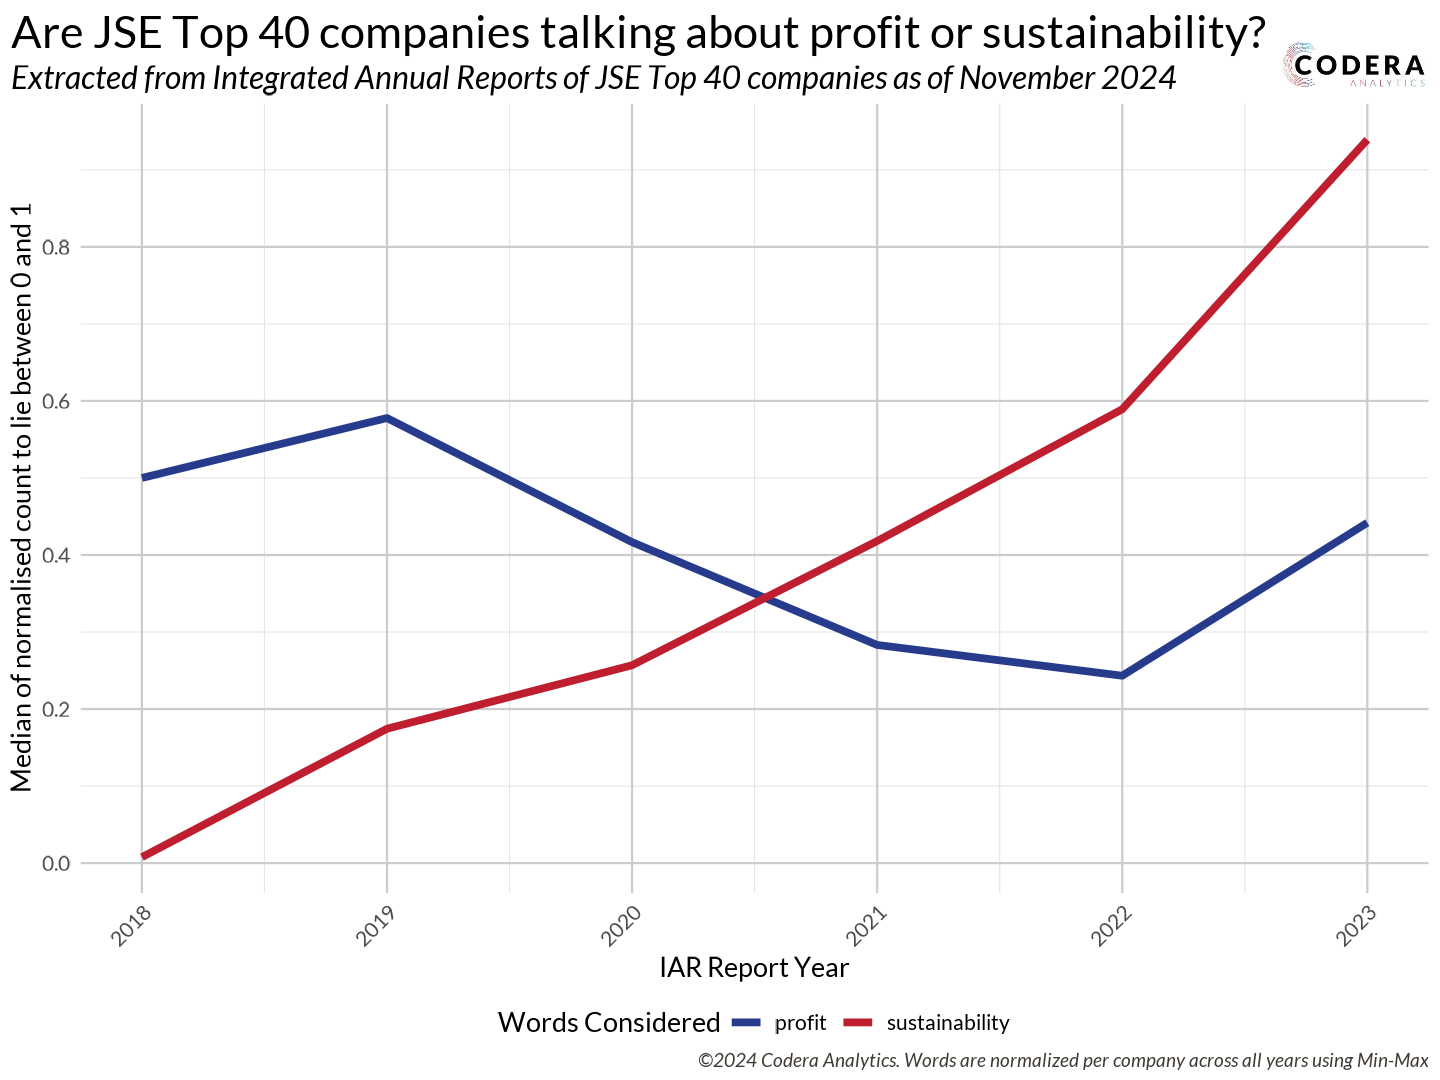 Are JSE Top 40 companies talking about profit or sustainability?
Extracted from Integrated Annual Reports of JSE Top 40 companies as of November 2024
CODERA
ANALYTICS
Median of normalised count to lie between 0 and 1
0.8
0.6
0.4
0.2
0.0
2018
2019
2020
2021
2022
2023
IAR Report Year
Words Considered profit sustainability
©2024 Codera Analytics. Words are normalized per company across all years using Min-Max